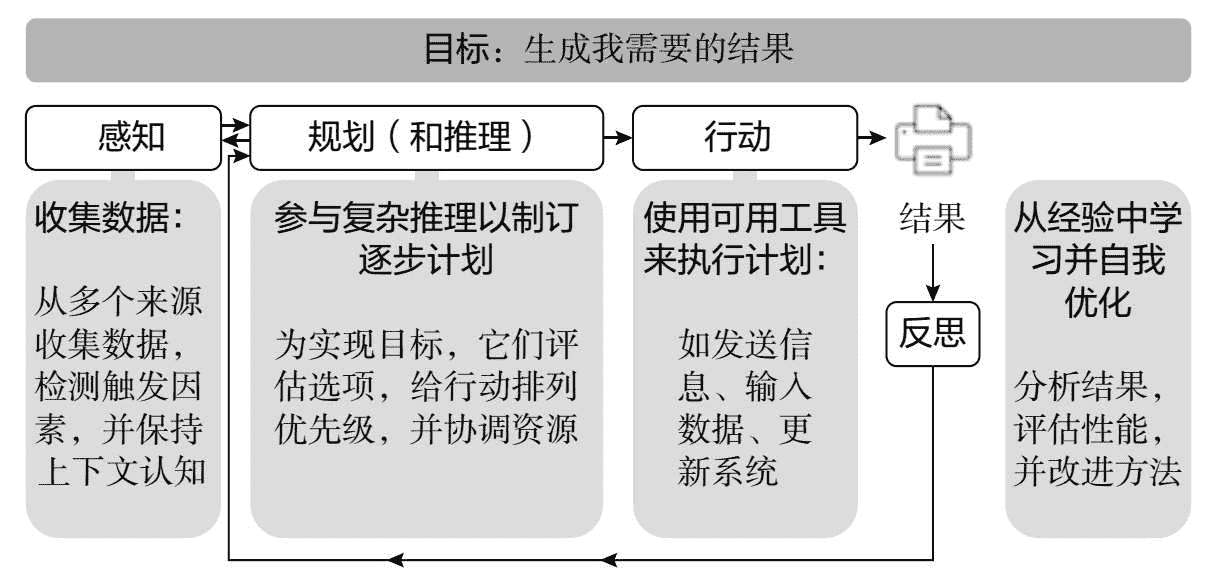 目标：生成我需要的结果
感知
规划（和推理）
行动
收集数据：
从多个来源
收集数据，
检测触发因
素，并保持
上下文认知
参与复杂推理以制订
逐步计划
为实现目标，它们评
估选项，给行动排列
优先级，并协调资源
使用可用工具
来执行计划：
如发送信
息、输入
数据、更
新系统
结果
反思
从经验中学
习并自我
优化
分析结果，
评估性能，
并改进方法